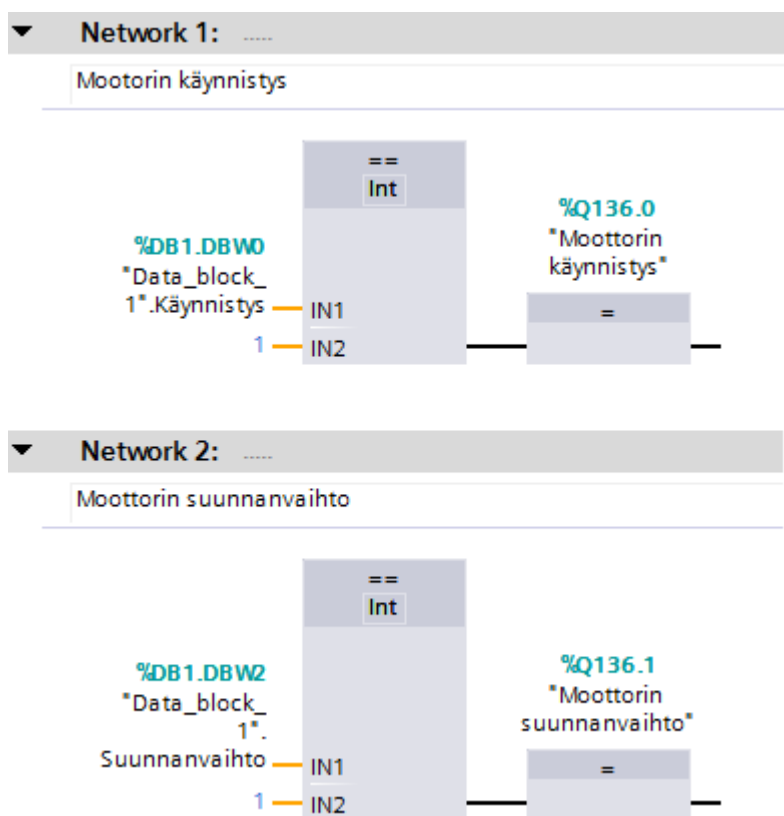 Network 1: .....
Mootorin käynnistys
==
Int
%Q136.0
"Moottorin
käynnistys"
%DB1.DBW0
"Data_block_
1".Käynnistys
IN1
=
1
IN2
Network 2: .....
Moottorin suunnanvaihto
==
Int
%Q136.1
"Moottorin
suunnanvaihto"
%DB1.DBW2
"Data_block_
1".
Suunnanvaihto
IN1
=
1
IN2